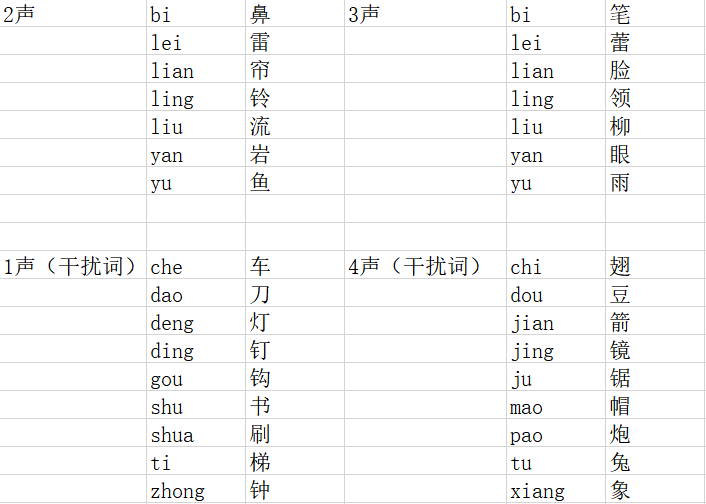 2声 bi 鼻 3声 bi 笔
lei 雷 lei 蕾
lian 帘 lian 脸
ling 铃 ling 领
liu 流 liu 柳
yan 岩 yan 眼
yu 鱼 yu 雨
1声（干扰词） che 车 4声（干扰词） chi 翅
dao 刀 dou 豆
deng 灯 jian 箭
ding 钉 jing 镜
gou 钩 ju 锯
shu 书 mao 帽
shua 刷 pao 炮
ti 梯 tu 兔
zhong 钟 xiang 象